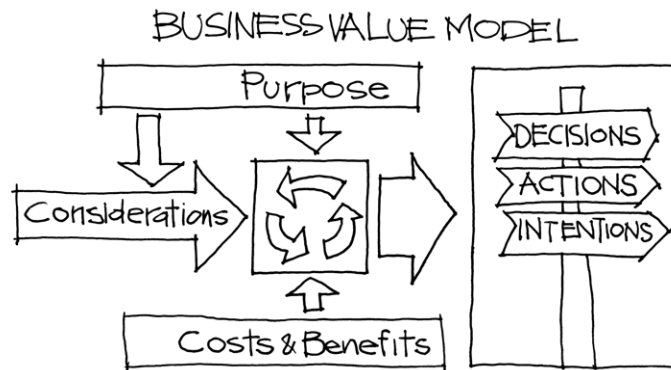 BUSINESS VALUE MODEL
Purpose
Considerations
Costs & Benefits
DECISIONS
ACTIONS
INTENTIONS